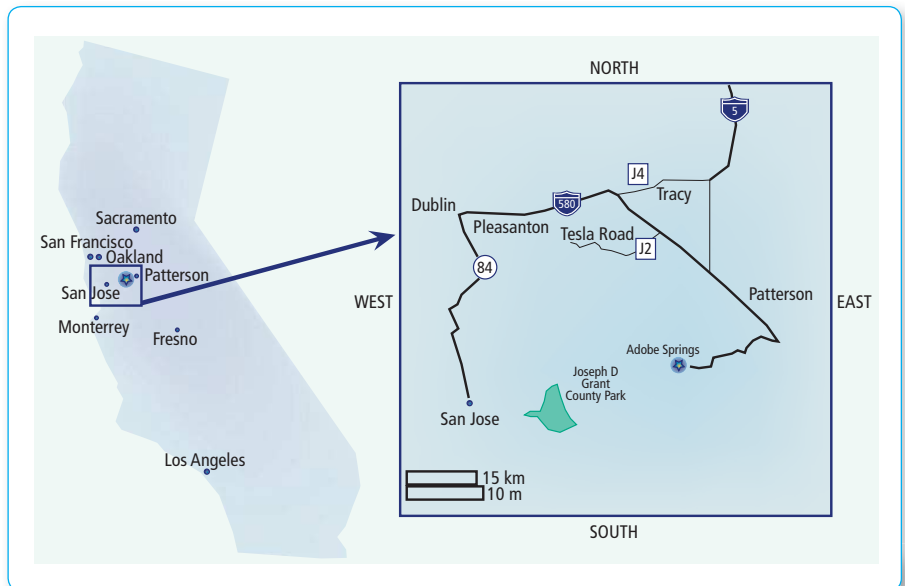 Sacramento
San Francisco
Oakland
Patterson
San Jose
Monterrey
Fresno
Los Angeles
NORTH
5
J4
Tracy
580
Dublin
Pleasanton
Tesla Road
J2
84
WEST
EAST
Patterson
Adobe Springs
Joseph D
Grant
County Park
San Jose
15 km
10 m
SOUTH